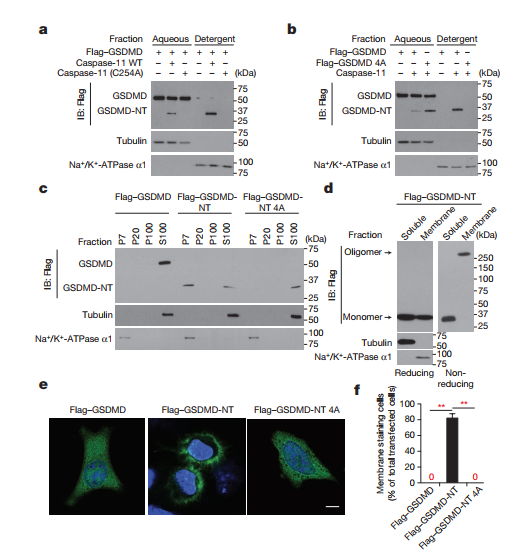 a
Fraction Aqueous Detergent
Flag–GSDMD + + + + + +
Caspase-11 WT – + – – + –
Caspase-11 (C254A) – – + – – + (kDa)
IB: Flag
GSDMD
GSDMD-NT
75
50
37
25
Tubulin
75
50
Na⁺/K⁺-ATPase α1
100
75
b
Fraction Aqueous Detergent
Flag–GSDMD + + – + + –
Flag–GSDMD 4A – – + – – +
Caspase-11 – + + – + + (kDa)
IB: Flag
GSDMD
GSDMD-NT
75
50
37
25
Tubulin
75
50
Na⁺/K⁺-ATPase α1
100
75
c
Flag–GSDMD Flag–GSDMD-NT Flag–GSDMD-NT 4A
Fraction P7 P20 P100 S100 P7 P20 P100 S100 P7 P20 P100 S100 (kDa)
IB: Flag
GSDMD
GSDMD-NT
75
50
37
25
Tubulin
75
50
Na⁺/K⁺-ATPase α1
100
75
d
Flag–GSDMD-NT
Fraction Soluble Membrane Soluble Membrane (kDa)
IB: Flag
Oligomer →
Monomer →
250
150
100
75
50
37
25
Tubulin
75
50
Na⁺/K⁺-ATPase α1
100
75
Reducing Non-reducing
e
Flag–GSDMD Flag–GSDMD-NT Flag–GSDMD-NT 4A
f
Membrane staining cells
(% of total transfected cells)
100
80
60
40
20
0
** **
0 0
Flag–GSDMD
Flag–GSDMD-NT
Flag–GSDMD-NT 4A